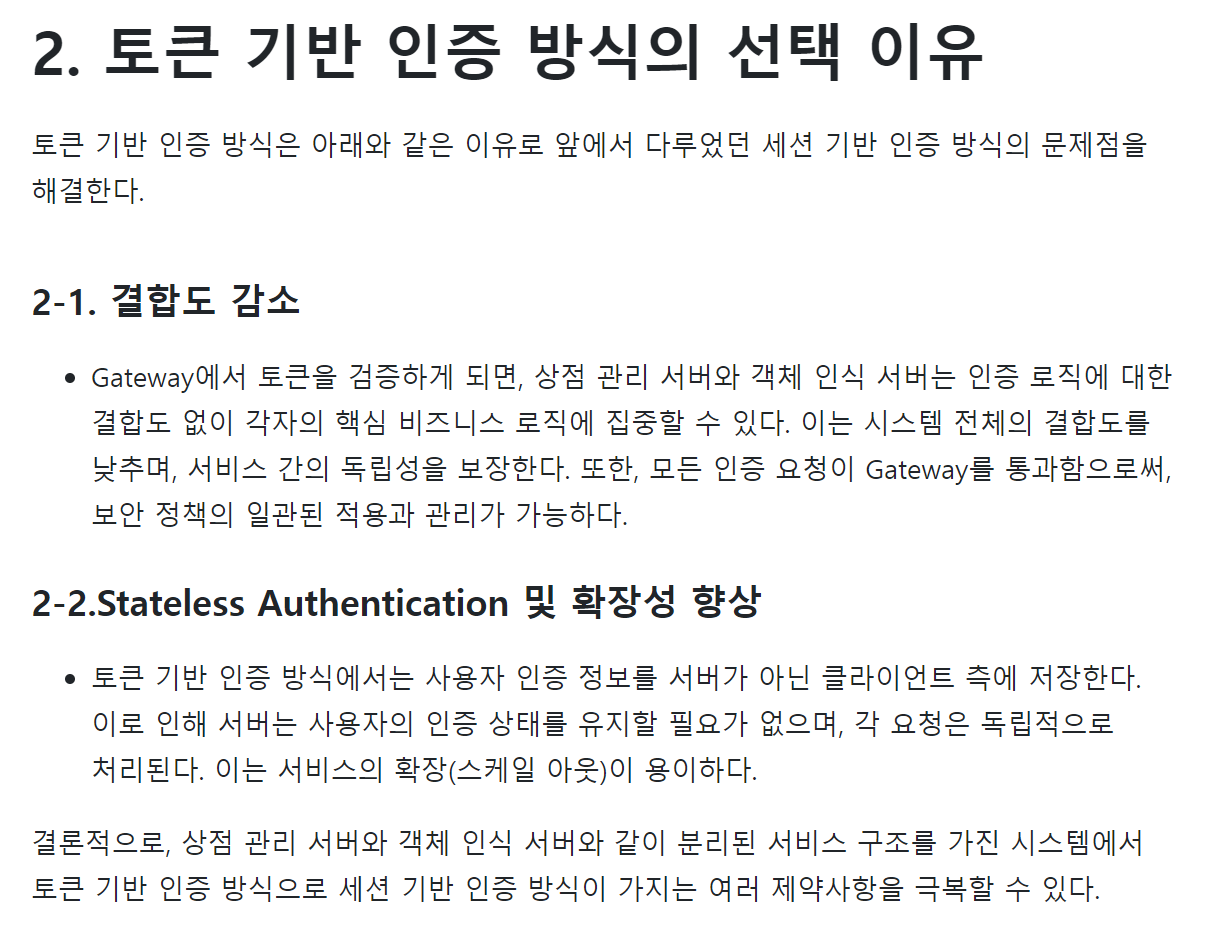 2. 토큰 기반 인증 방식의 선택 이유
토큰 기반 인증 방식은 아래와 같은 이유로 앞에서 다루었던 세션 기반 인증 방식의 문제점을
해결한다.
2-1. 결합도 감소
• Gateway에서 토큰을 검증하게 되면, 상점 관리 서버와 객체 인식 서버는 인증 로직에 대한
결합도 없이 각자의 핵심 비즈니스 로직에 집중할 수 있다. 이는 시스템 전체의 결합도를
낮추며, 서비스 간의 독립성을 보장한다. 또한, 모든 인증 요청이 Gateway를 통과함으로써,
보안 정책의 일관된 적용과 관리가 가능하다.
2-2.Stateless Authentication 및 확장성 향상
• 토큰 기반 인증 방식에서는 사용자 인증 정보를 서버가 아닌 클라이언트 측에 저장한다.
이로 인해 서버는 사용자의 인증 상태를 유지할 필요가 없으며, 각 요청은 독립적으로
처리된다. 이는 서비스의 확장(스케일 아웃)이 용이하다.
결론적으로, 상점 관리 서버와 객체 인식 서버와 같이 분리된 서비스 구조를 가진 시스템에서
토큰 기반 인증 방식으로 세션 기반 인증 방식이 가지는 여러 제약사항을 극복할 수 있다.